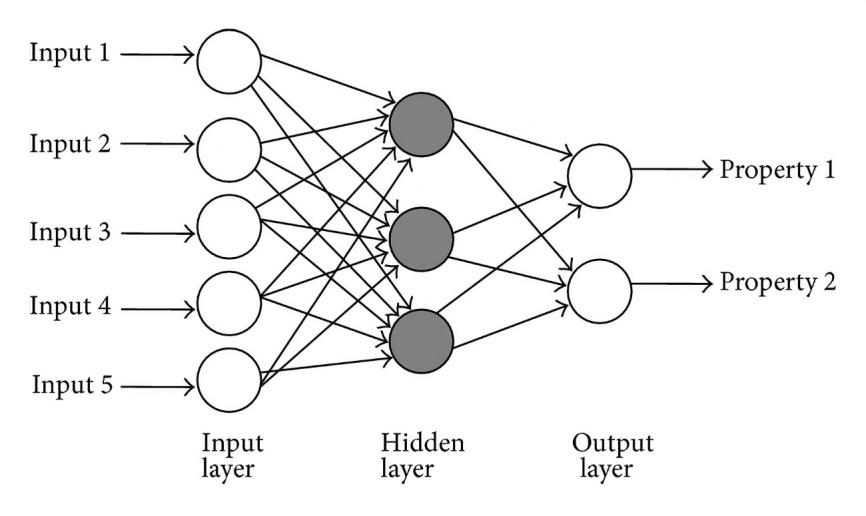 Input 1
Input 2
Input 3
Input 4
Input 5
Property 1
Property 2
Input
layer
Hidden
layer
Output
layer